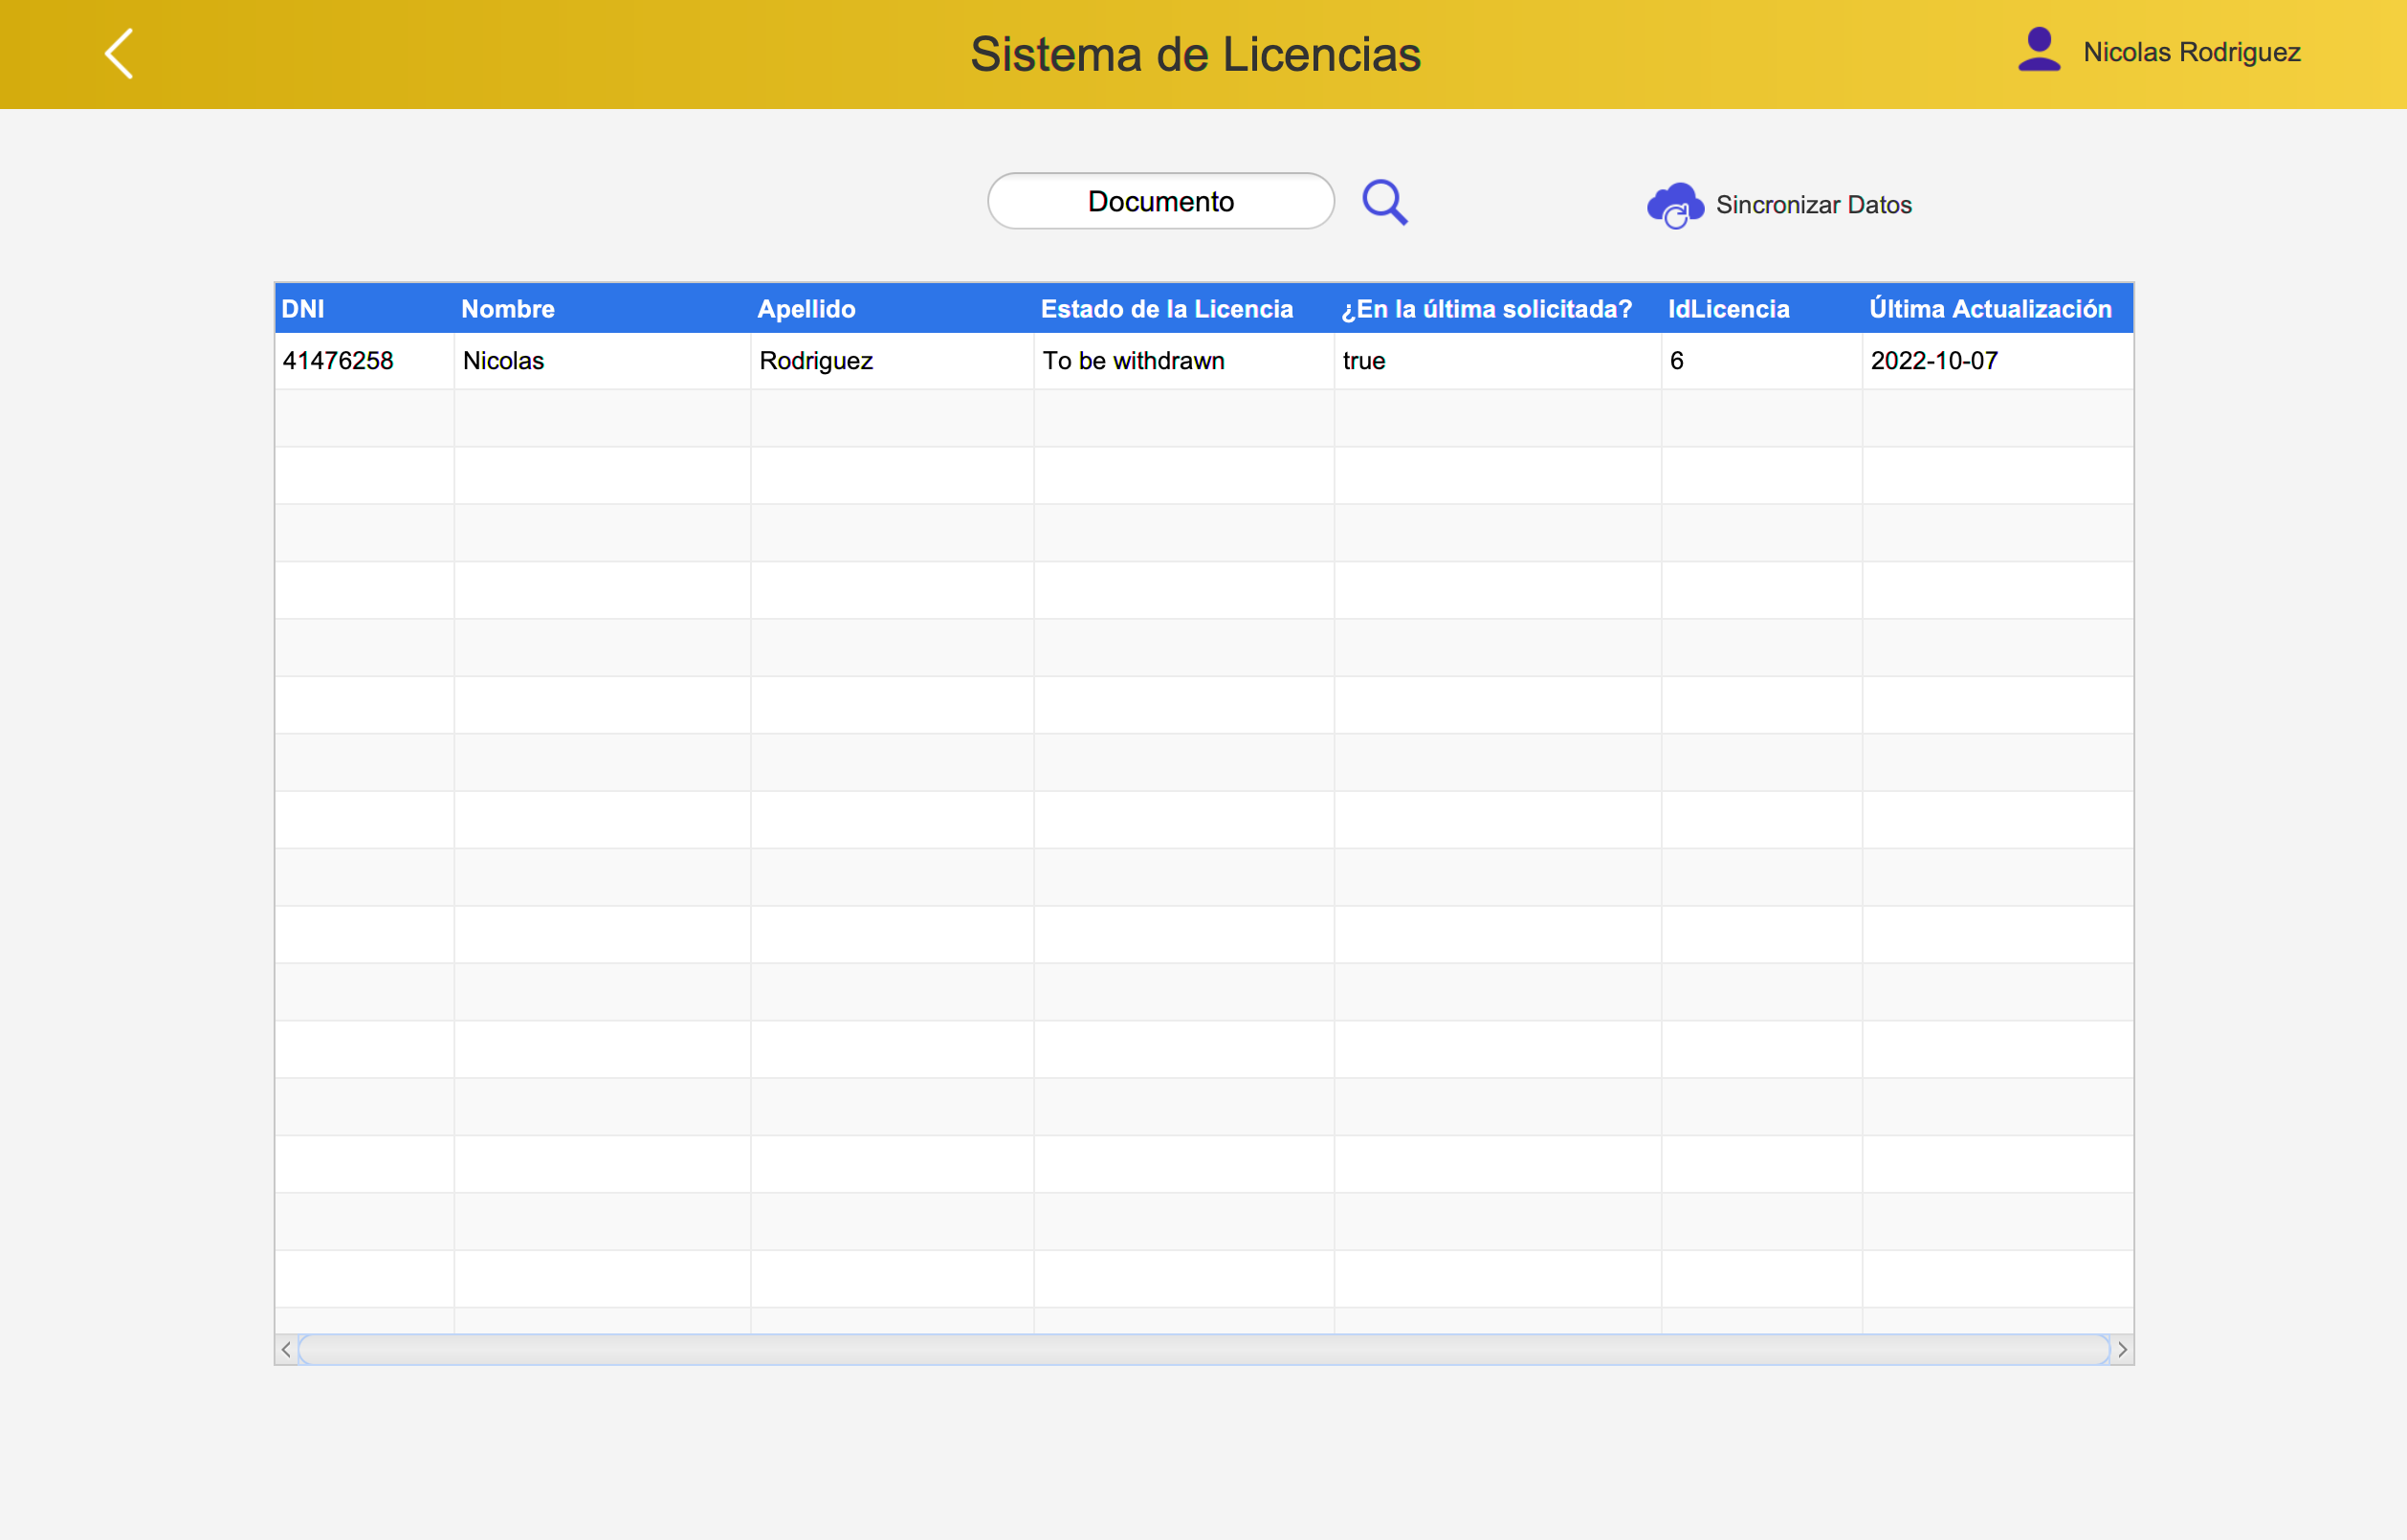 Sistema de Licencias
Nicolas Rodriguez
Documento
Sincronizar Datos
DNI Nombre Apellido Estado de la Licencia ¿En la última solicitada? IdLicencia Última Actualización
41476258 Nicolas Rodriguez To be withdrawn true 6 2022-10-07